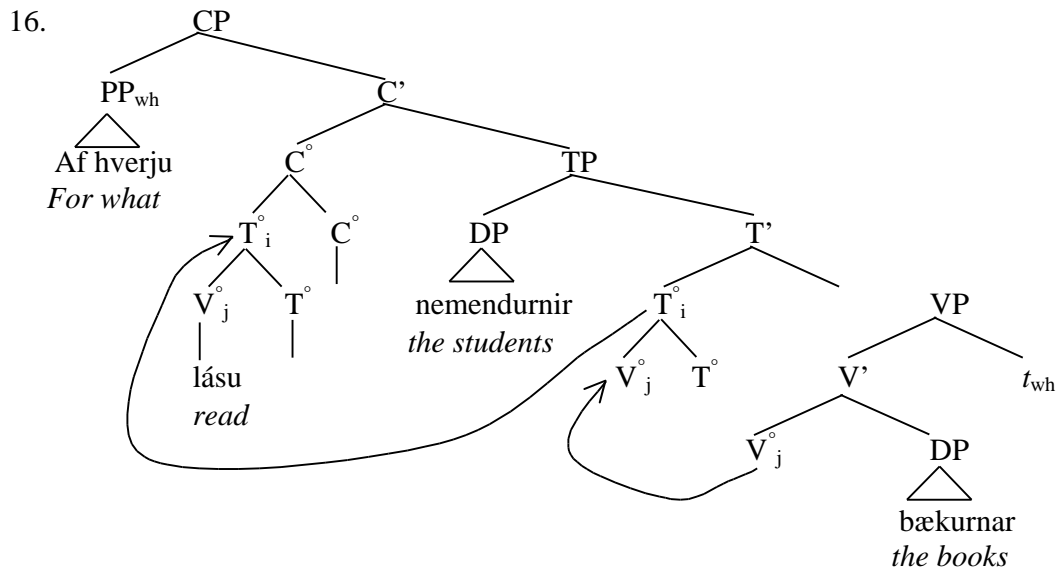 16.
CP
PPwh C’
Af hverju C° TP
For what
T°i C° DP T’
V°j T° nemendurnir T°i VP
the students
lásu V°j T° V’ twh
read
V°j DP
bækurnar
the books